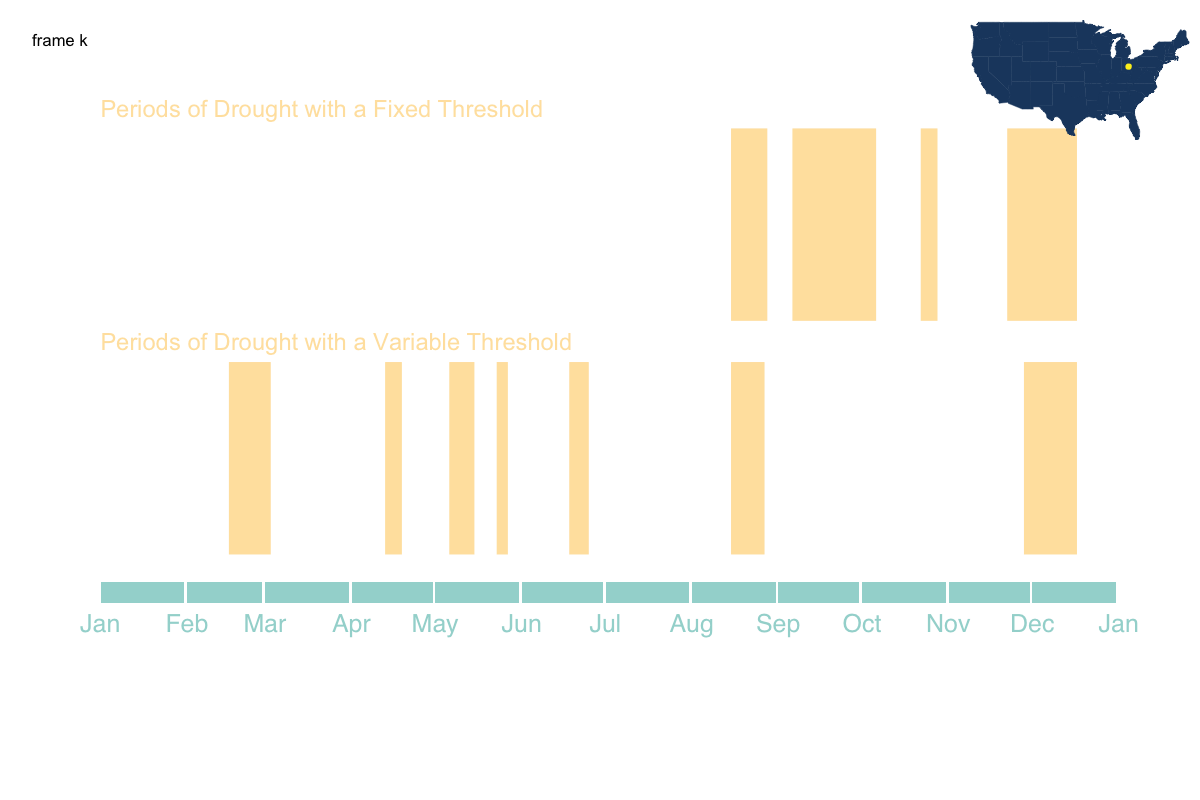 frame k
Periods of Drought with a Fixed Threshold
Periods of Drought with a Variable Threshold
Jan Feb Mar Apr May Jun Jul Aug Sep Oct Nov Dec Jan